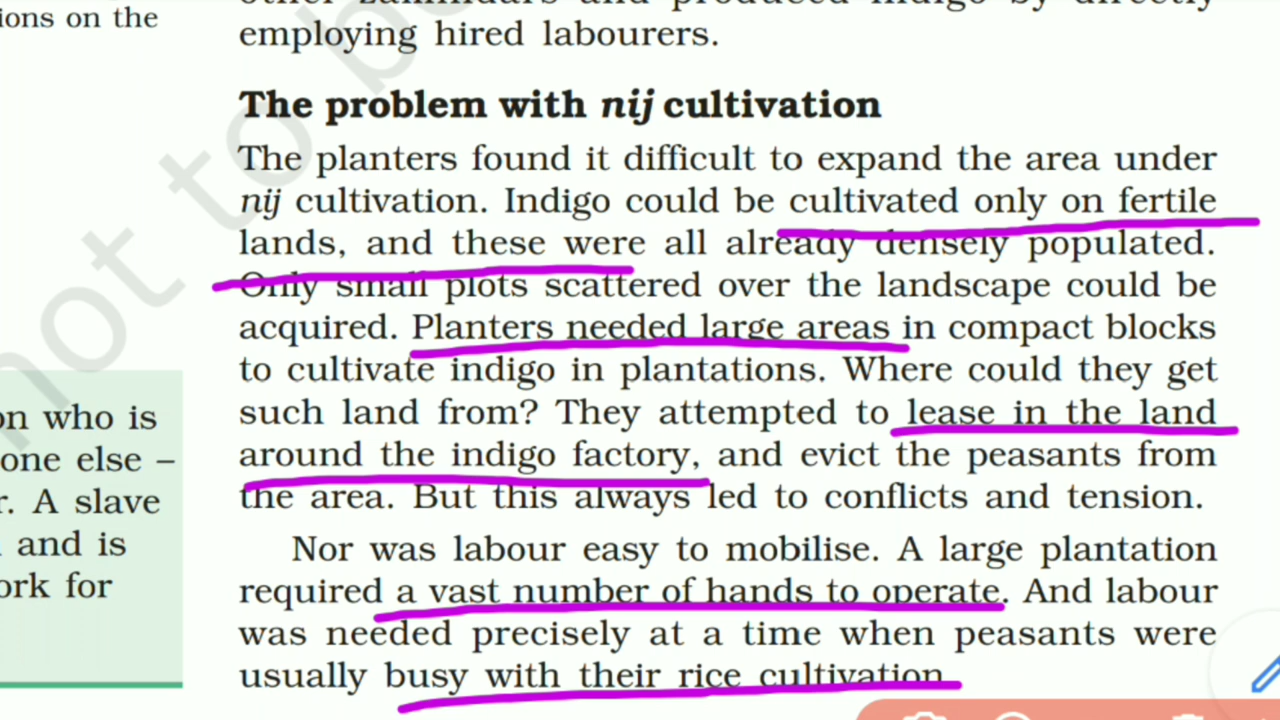 ions on the
employing hired labourers.
The problem with nij cultivation
The planters found it difficult to expand the area under
nij cultivation. Indigo could be cultivated only on fertile
lands, and these were all already densely populated.
Only small plots scattered over the landscape could be
acquired. Planters needed large areas in compact blocks
to cultivate indigo in plantations. Where could they get
such land from? They attempted to lease in the land
around the indigo factory, and evict the peasants from
the area. But this always led to conflicts and tension.
Nor was labour easy to mobilise. A large plantation
required a vast number of hands to operate. And labour
was needed precisely at a time when peasants were
usually busy with their rice cultivation.
on who is
one else –
r. A slave
and is
ork for
not to be